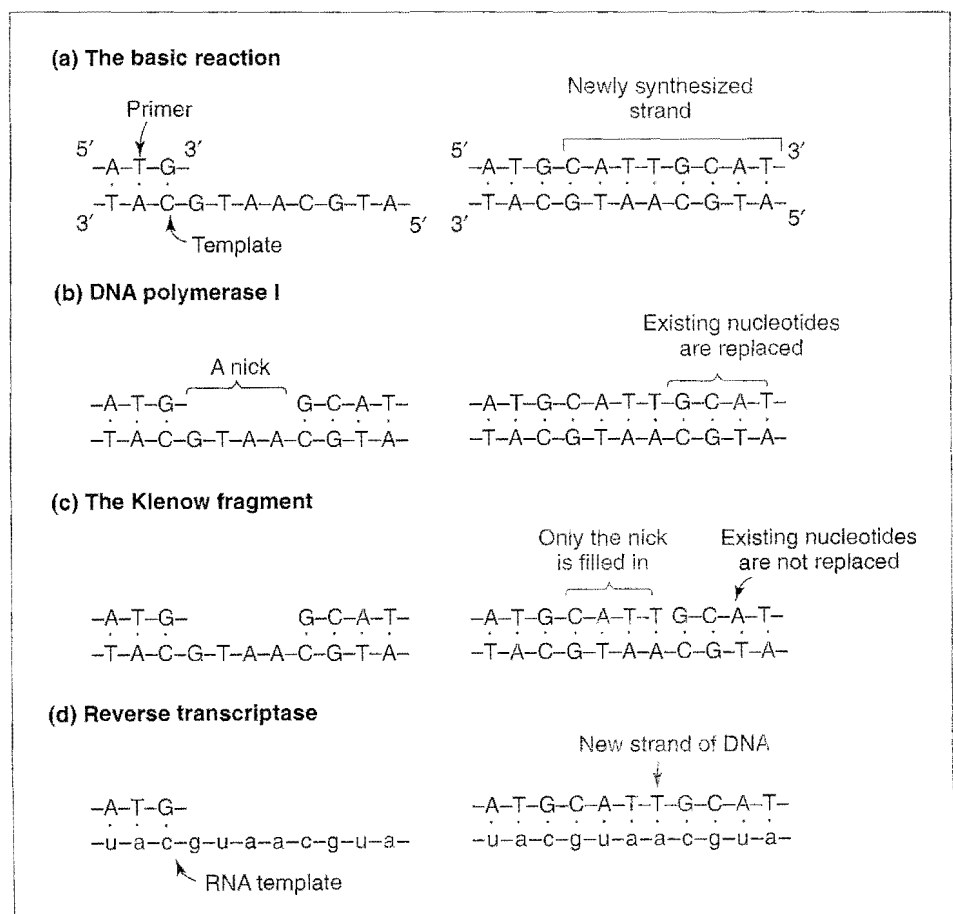 (a) The basic reaction
Primer
Newly synthesized
strand
5′ 3′
–A–T–G–
–T–A–C–G–T–A–A–C–G–T–A–
3′ 5′
Template
5′ 3′
–A–T–G–C–A–T–T–G–C–A–T–
–T–A–C–G–T–A–A–C–G–T–A–
3′ 5′
(b) DNA polymerase I
A nick
Existing nucleotides
are replaced
–A–T–G– G–C–A–T–
–T–A–C–G–T–A–A–C–G–T–A–
–A–T–G–C–A–T–T–G–C–A–T–
–T–A–C–G–T–A–A–C–G–T–A–
(c) The Klenow fragment
Only the nick
is filled in
Existing nucleotides
are not replaced
–A–T–G– G–C–A–T–
–T–A–C–G–T–A–A–C–G–T–A–
–A–T–G–C–A–T–T G–C–A–T–
–T–A–C–G–T–A–A–C–G–T–A–
(d) Reverse transcriptase
New strand of DNA
–A–T–G–
–u–a–c–g–u–a–a–c–g–u–a–
RNA template
–A–T–G–C–A–T–T–G–C–A–T–
–u–a–c–g–u–a–a–c–g–u–a–